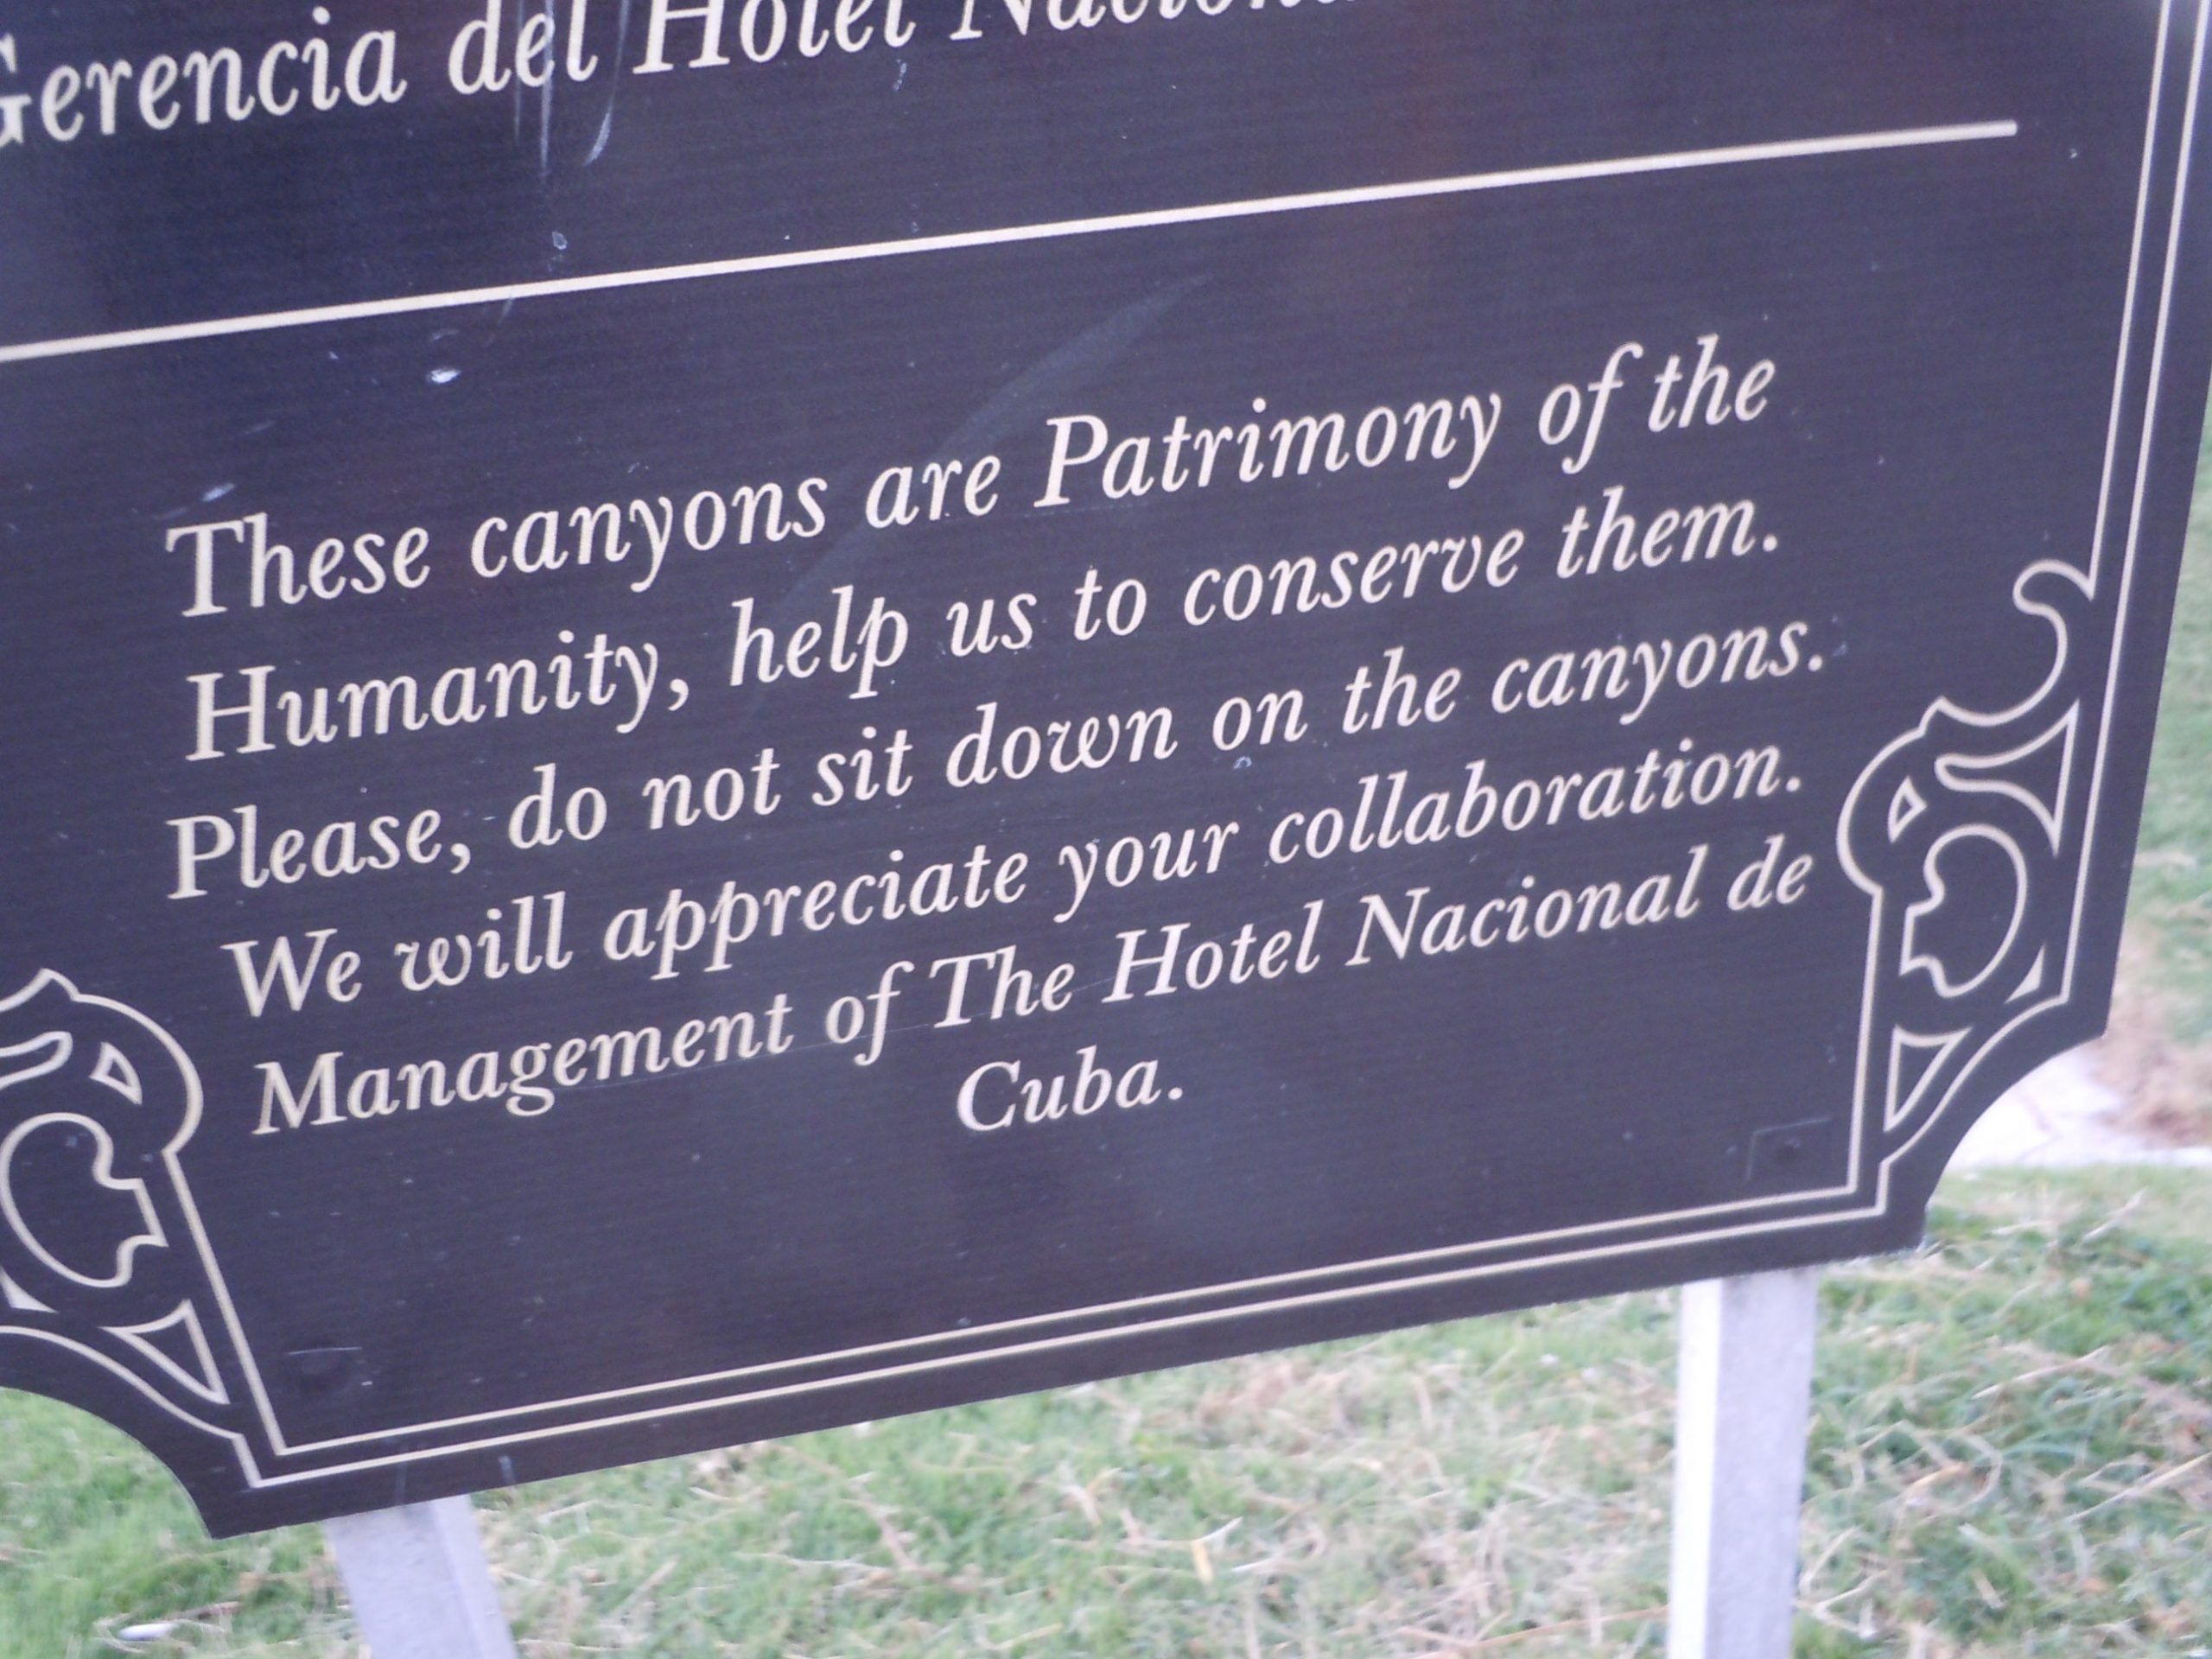 Gerencia del Hotel Nacional
These canyons are Patrimony of the
Humanity, help us to conserve them.
Please, do not sit down on the canyons.
We will appreciate your collaboration.
Management of The Hotel Nacional de
Cuba.